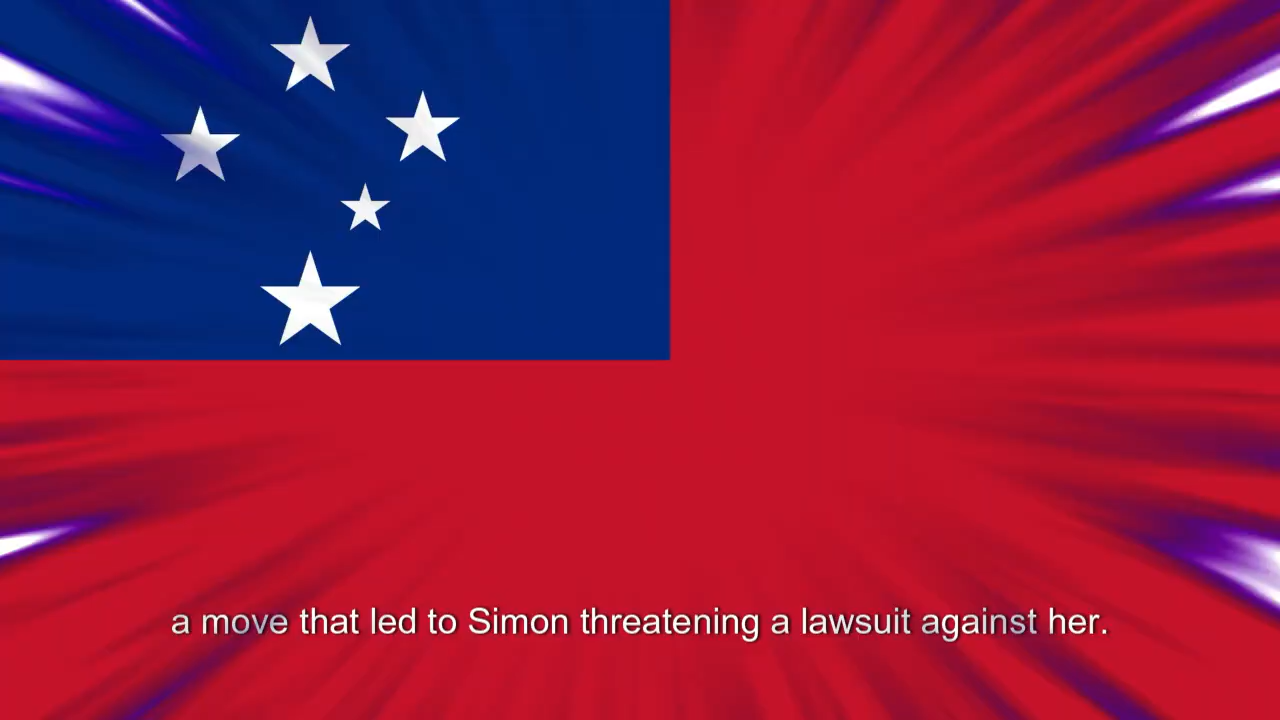 a move that led to Simon threatening a lawsuit against her.